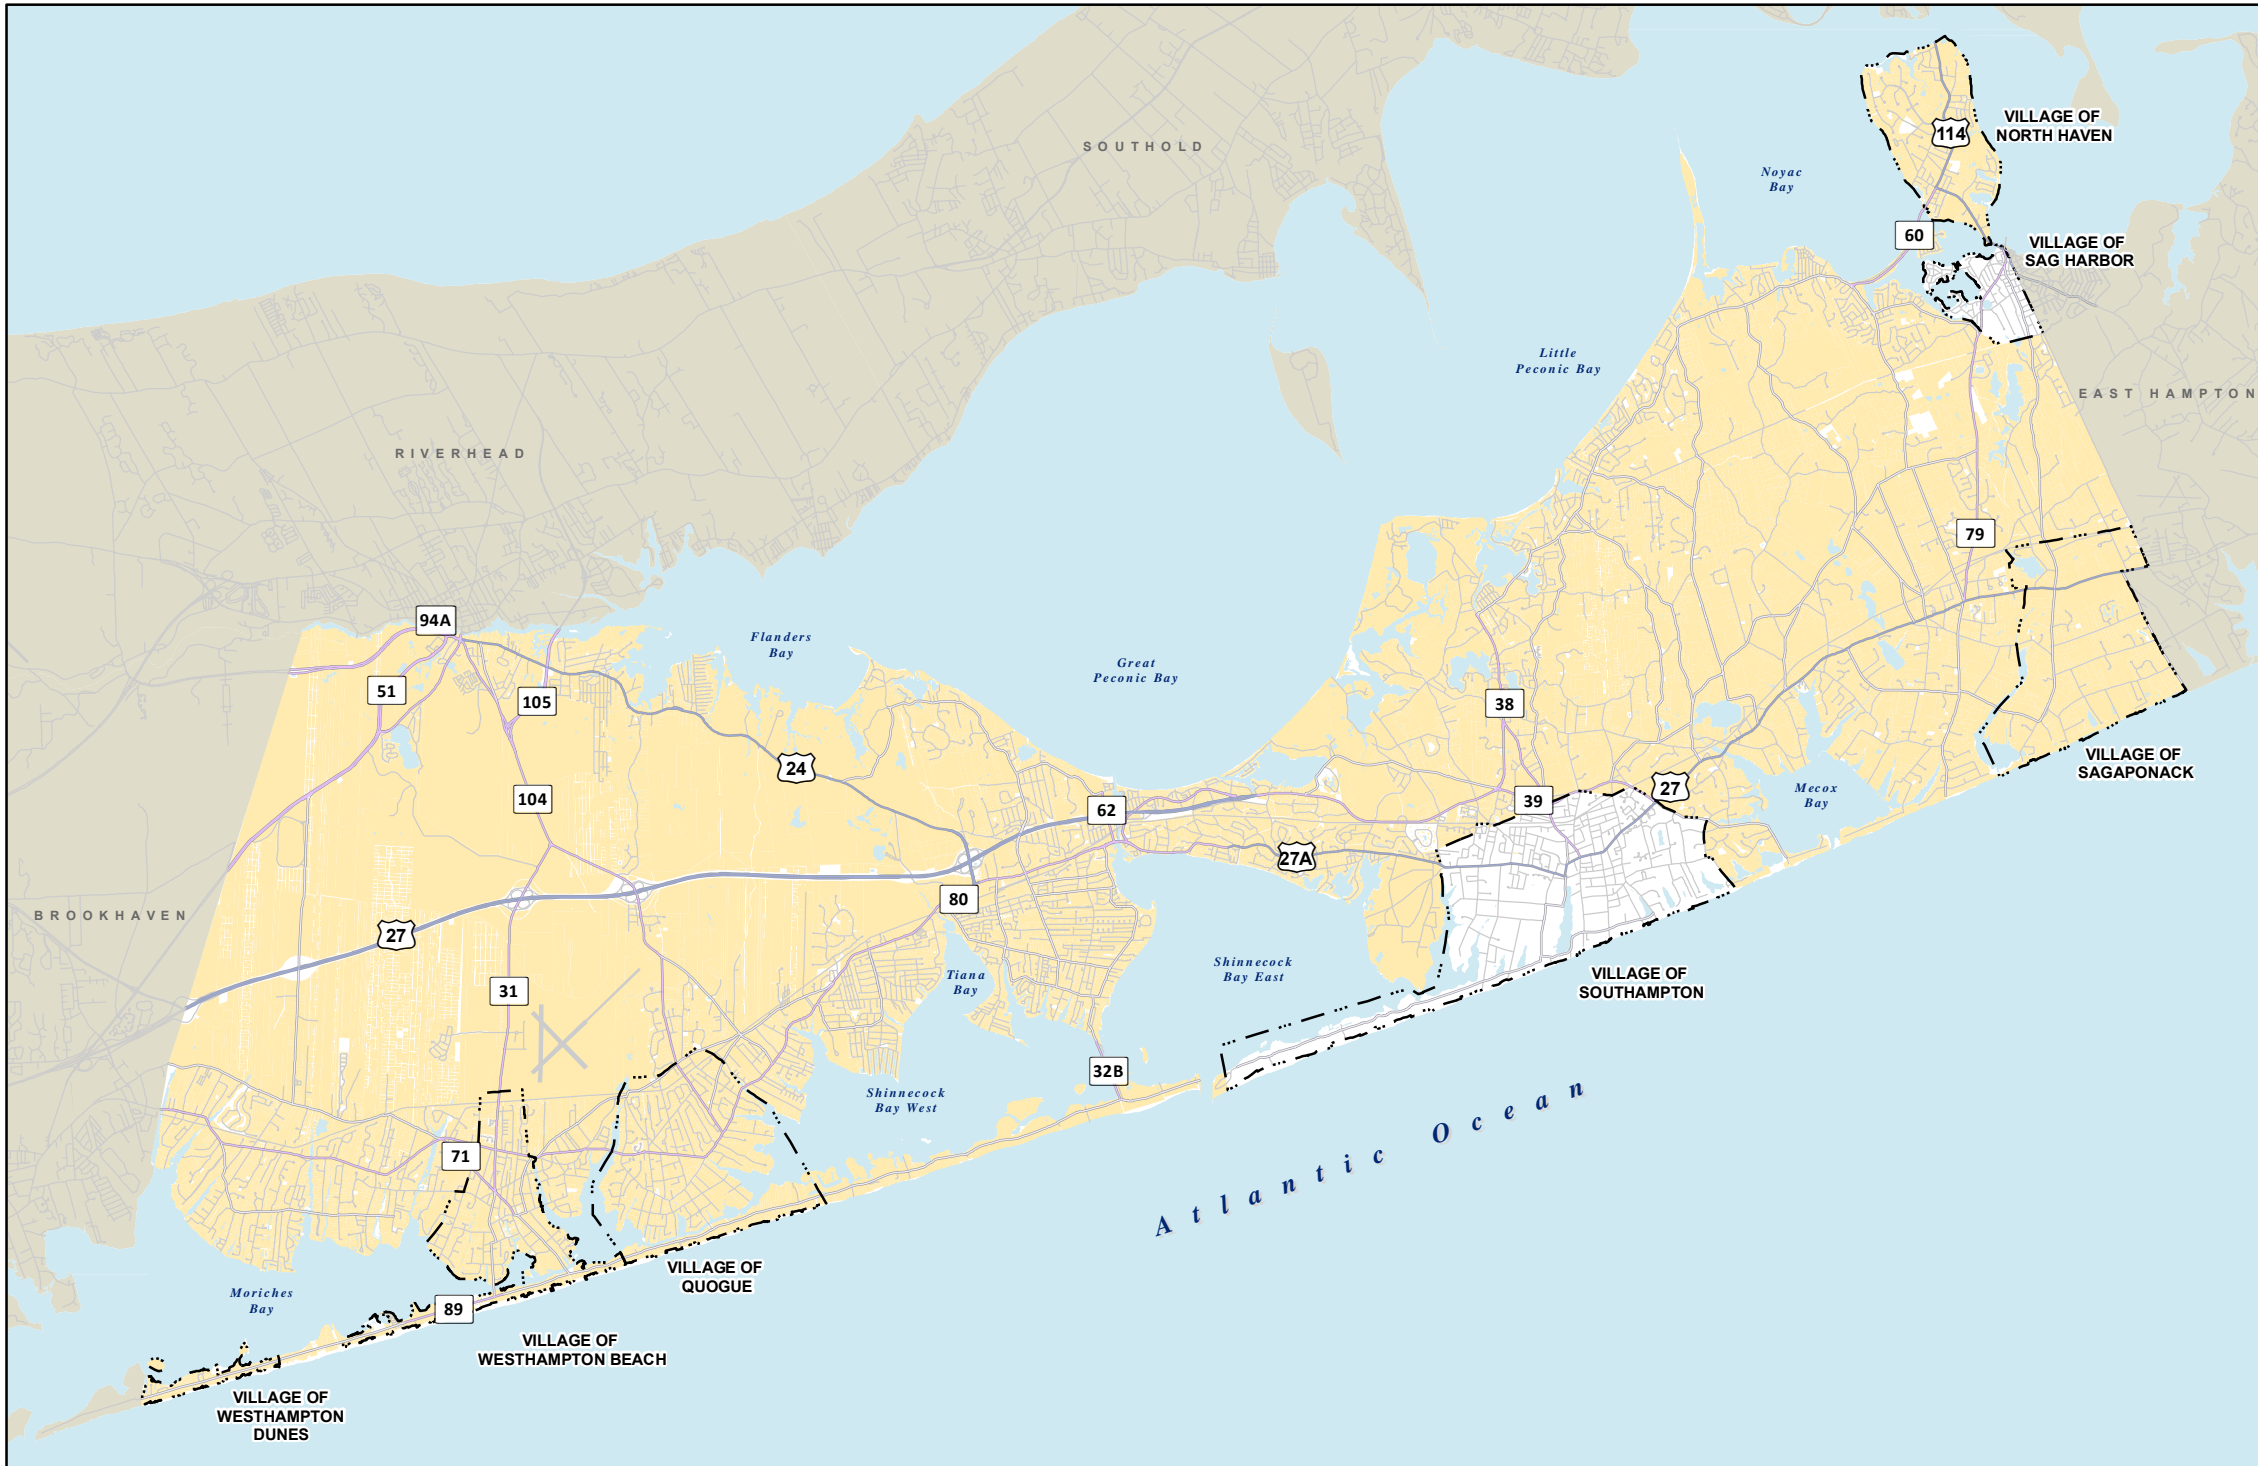 VILLAGE OF
NORTH HAVEN
114
SOUTHOLD
Noyac
Bay
60
VILLAGE OF
SAG HARBOR
Little
Peconic Bay
EAST HAMPTON
RIVERHEAD
79
94A
Flanders
Bay
Great
Peconic Bay
51
105
38
24
VILLAGE OF
SAGAPONACK
27
Mecox
Bay
104
62
39
27A
80
BROOKHAVEN
27
Tiana
Bay
Shinnecock
Bay East
VILLAGE OF
SOUTHAMPTON
31
32B
Shinnecock
Bay West
Atlantic Ocean
71
VILLAGE OF
QUOGUE
Moriches
Bay
89
VILLAGE OF
WESTHAMPTON BEACH
VILLAGE OF
WESTHAMPTON
DUNES